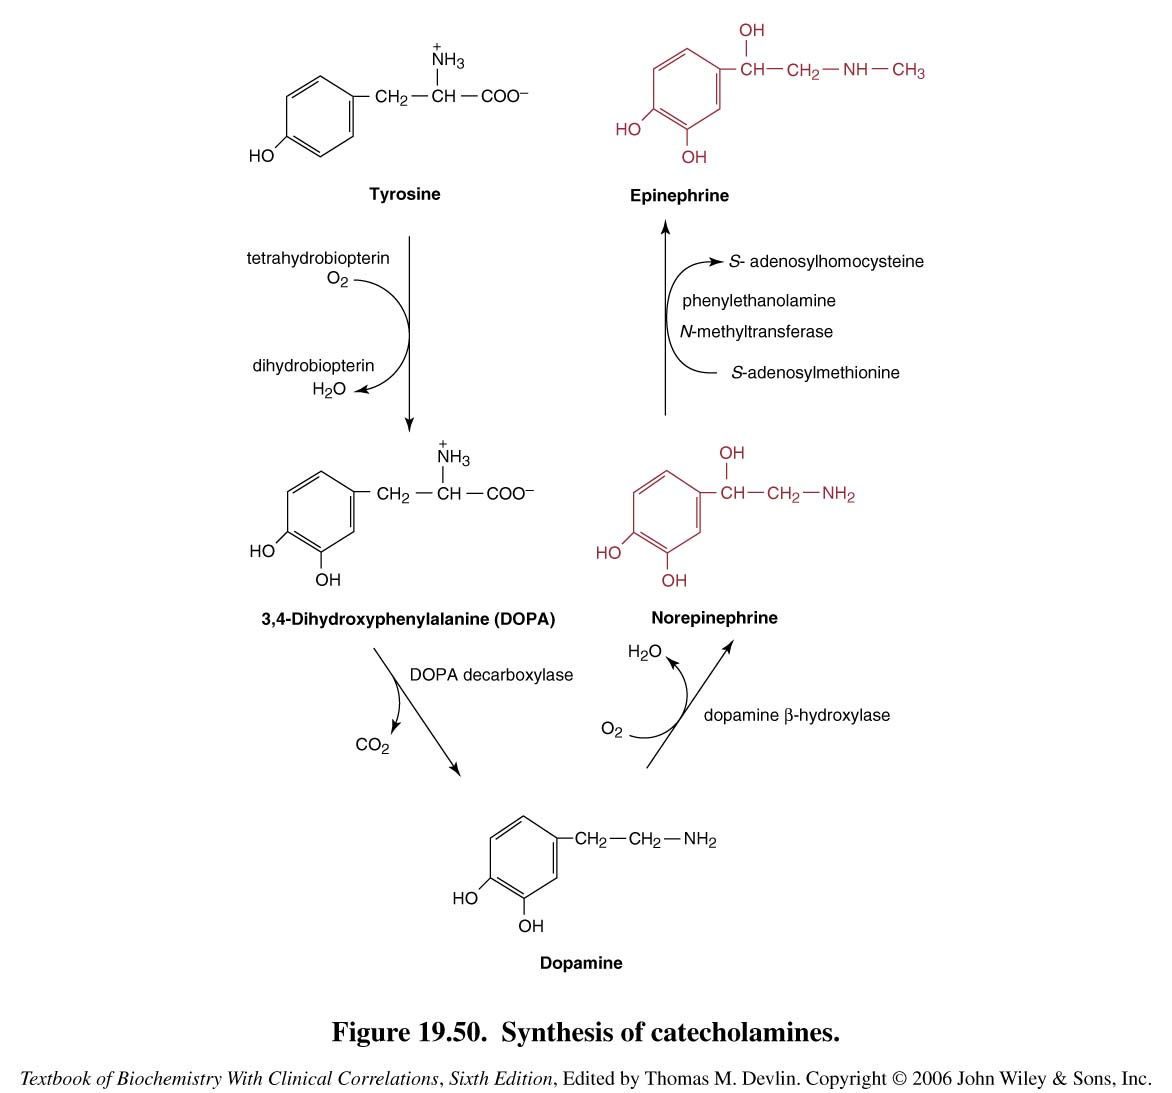 NH3+
CH2—CH—COO–
HO
Tyrosine
tetrahydrobiopterin
O2
dihydrobiopterin
H2O
NH3+
CH2—CH—COO–
HO
OH
3,4-Dihydroxyphenylalanine (DOPA)
DOPA decarboxylase
CO2
CH2—CH2—NH2
HO
OH
Dopamine
H2O
O2
dopamine β-hydroxylase
OH
CH—CH2—NH2
HO
OH
Norepinephrine
S- adenosylhomocysteine
phenylethanolamine
N-methyltransferase
S-adenosylmethionine
OH
CH—CH2—NH—CH3
HO
OH
Epinephrine
Figure 19.50. Synthesis of catecholamines.
Textbook of Biochemistry With Clinical Correlations, Sixth Edition, Edited by Thomas M. Devlin. Copyright © 2006 John Wiley & Sons, Inc.